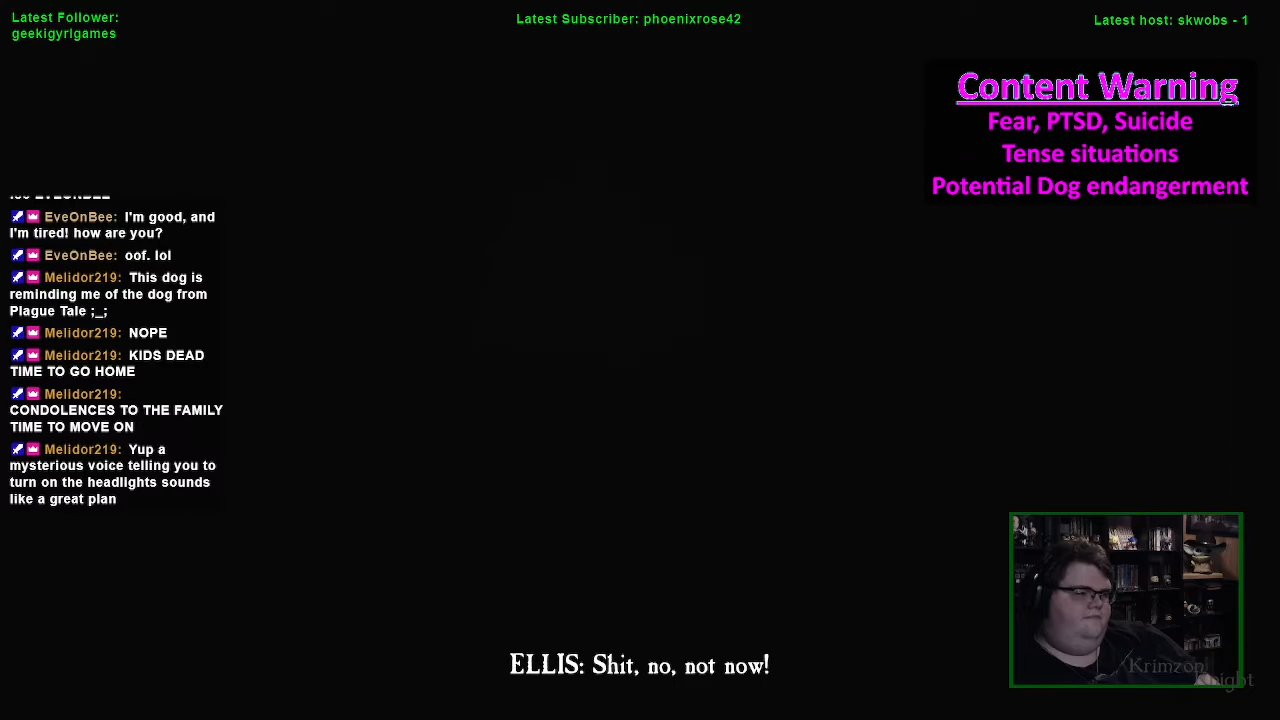 Latest Follower:
geekigyrlgames
Latest Subscriber: phoenixrose42
Latest host: skwobs - 1
Content Warning
Fear, PTSD, Suicide
Tense situations
Potential Dog endangerment
EveOnBee: I'm good, and
I'm tired! how are you?
EveOnBee: oof. lol
Melidor219: This dog is
reminding me of the dog from
Plague Tale ;_;
Melidor219: NOPE
Melidor219: KIDS DEAD
TIME TO GO HOME
Melidor219:
CONDOLENCES TO THE FAMILY
TIME TO MOVE ON
Melidor219: Yup a
mysterious voice telling you to
turn on the headlights sounds
like a great plan
Krimzon
Knight
ELLIS: Shit, no, not now!